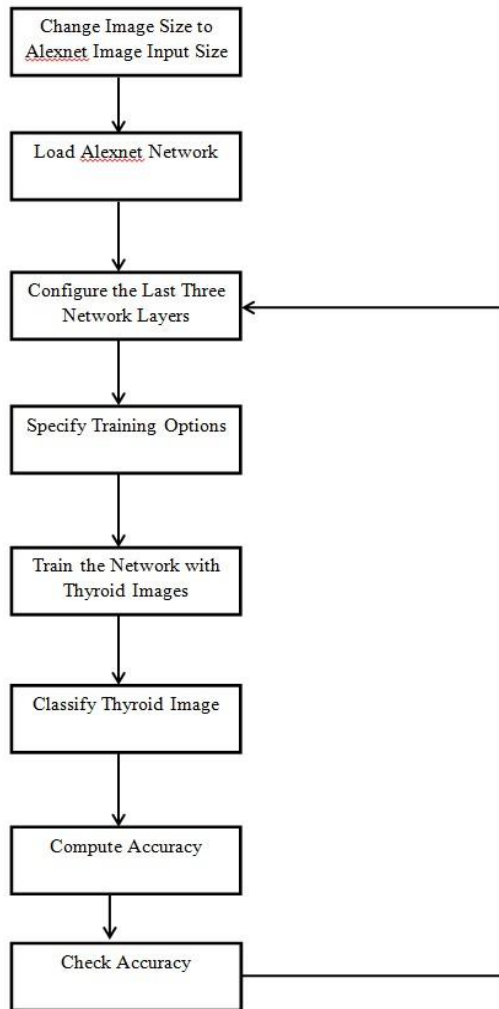 Change Image Size to
Alexnet Image Input Size
Load Alexnet Network
Configure the Last Three
Network Layers
Specify Training Options
Train the Network with
Thyroid Images
Classify Thyroid Image
Compute Accuracy
Check Accuracy